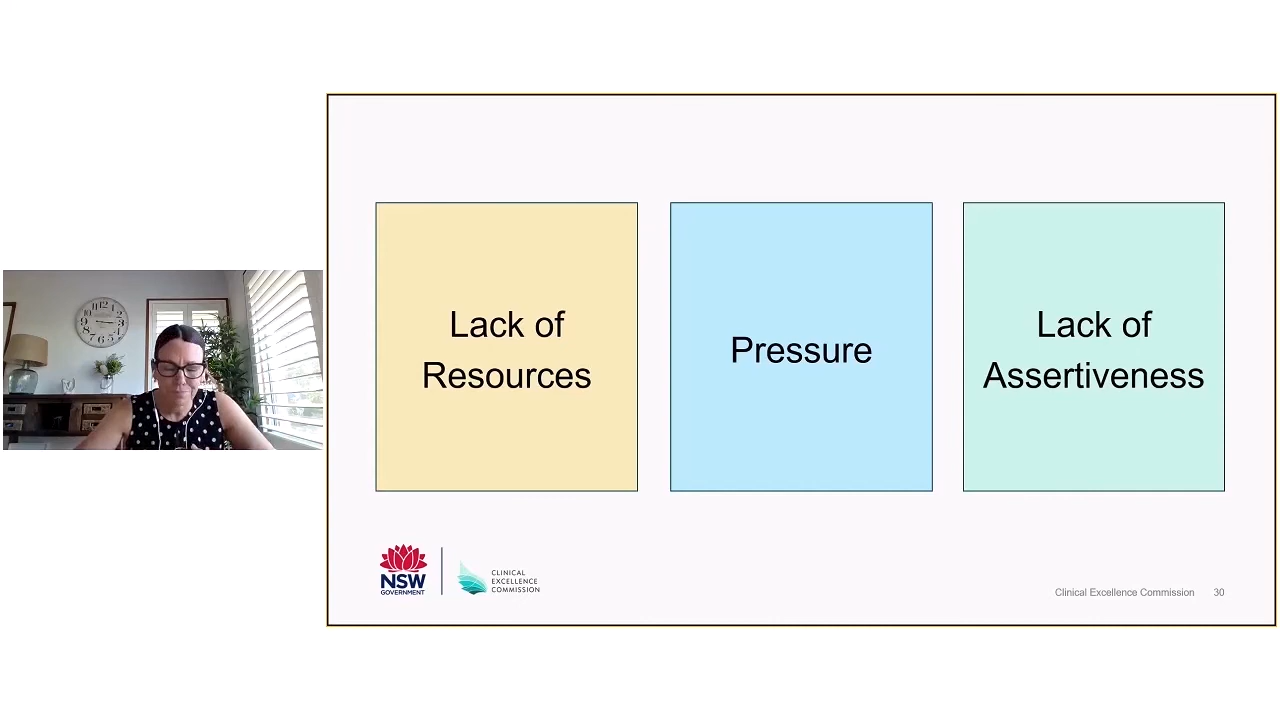 Lack of
Resources
Pressure
Lack of
Assertiveness
NSW
GOVERNMENT
CLINICAL
EXCELLENCE
COMMISSION
Clinical Excellence Commission 30